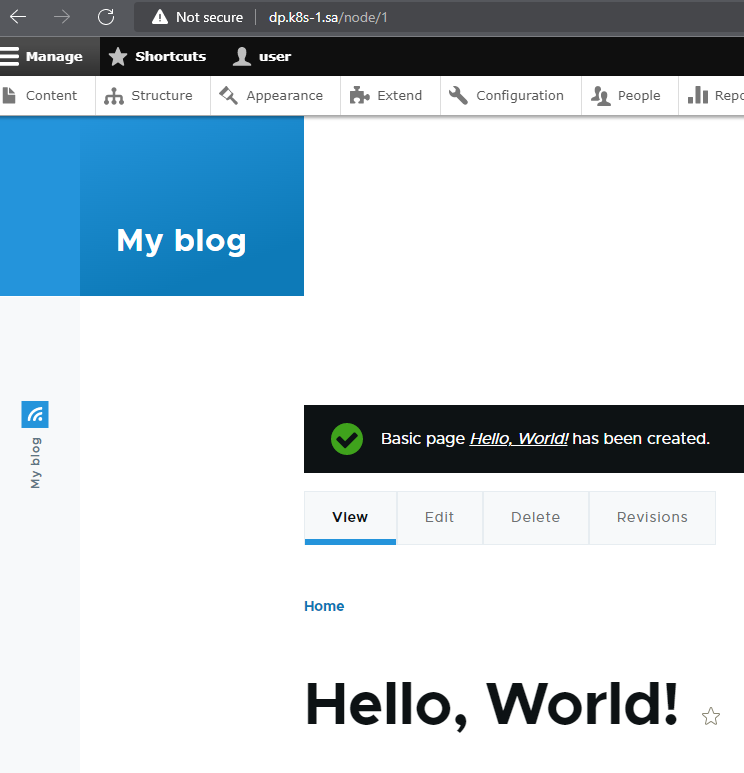 Not secure dp.k8s-1.sa/node/1
Manage Shortcuts user
Content Structure Appearance Extend Configuration People Repo
My blog
My blog
Basic page Hello, World! has been created.
View Edit Delete Revisions
Home
Hello, World!